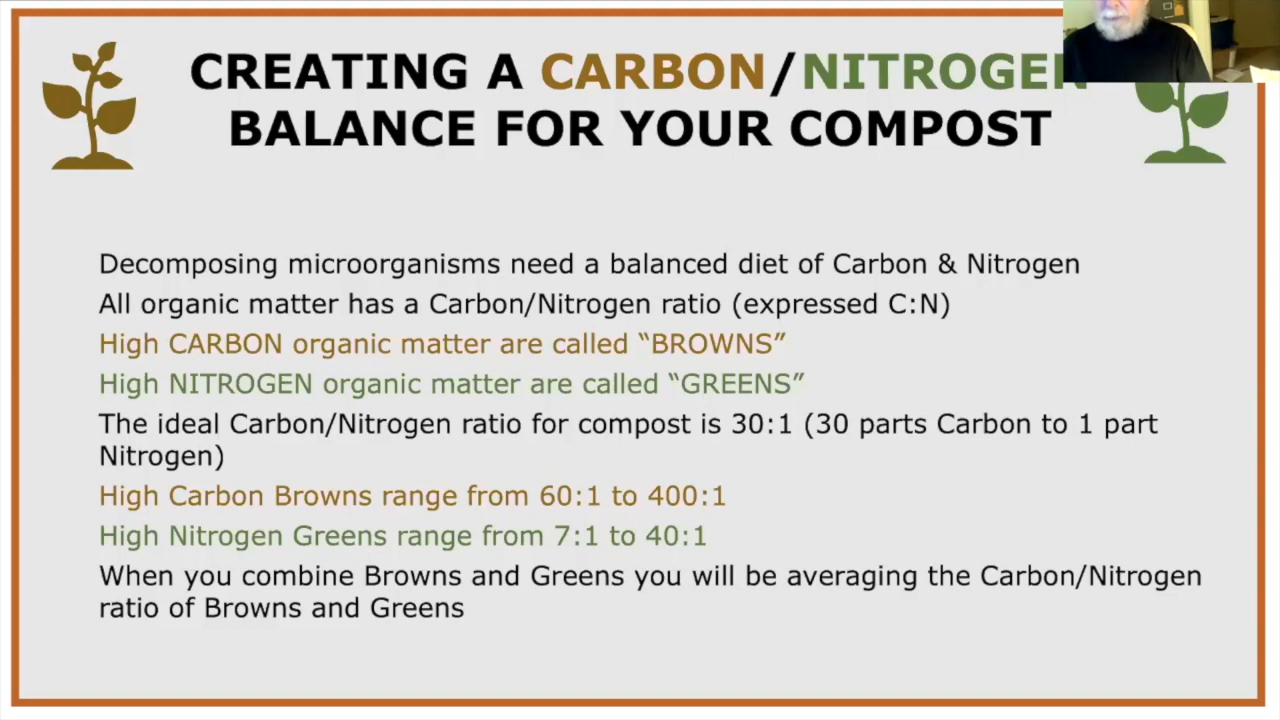 CREATING A CARBON/NITROGEN
BALANCE FOR YOUR COMPOST
Decomposing microorganisms need a balanced diet of Carbon & Nitrogen
All organic matter has a Carbon/Nitrogen ratio (expressed C:N)
High CARBON organic matter are called “BROWNS”
High NITROGEN organic matter are called “GREENS”
The ideal Carbon/Nitrogen ratio for compost is 30:1 (30 parts Carbon to 1 part
Nitrogen)
High Carbon Browns range from 60:1 to 400:1
High Nitrogen Greens range from 7:1 to 40:1
When you combine Browns and Greens you will be averaging the Carbon/Nitrogen
ratio of Browns and Greens